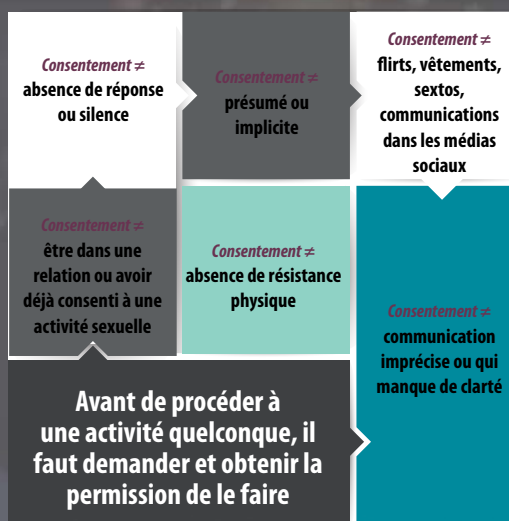 Consentement ≠
absence de réponse
ou silence
Consentement ≠
présumé ou
implicite
Consentement ≠
flirts, vêtements,
sextos,
communications
dans les médias
sociaux
Consentement ≠
être dans une
relation ou avoir
déjà consenti à une
activité sexuelle
Consentement ≠
absence de résistance
physique
Consentement ≠
communication
imprécise ou qui
manque de clarté
Avant de procéder à
une activité quelconque, il
faut demander et obtenir la
permission de le faire